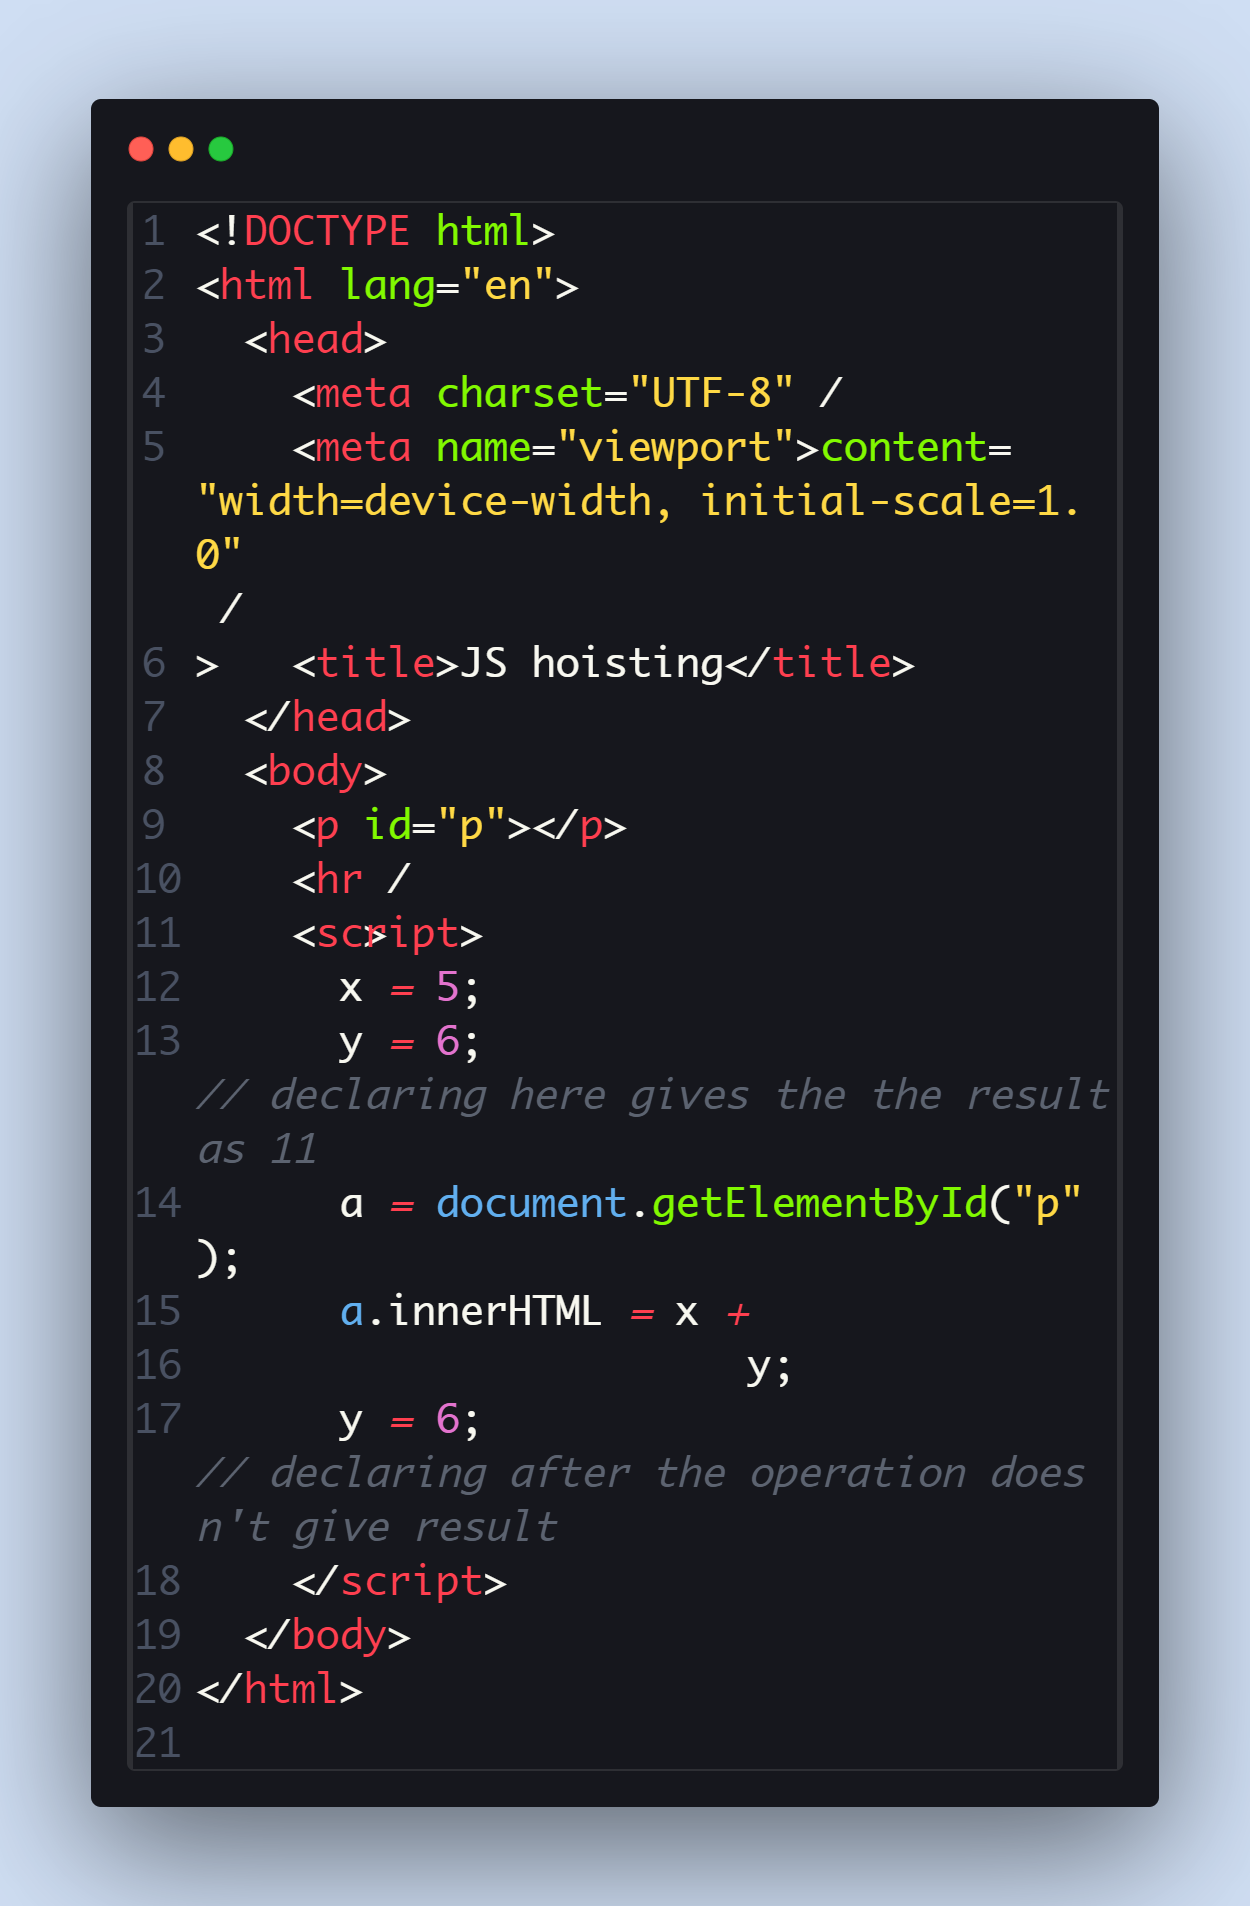 1 <!DOCTYPE html>
2 <html lang="en">
3 <head>
4 <meta charset="UTF-8" /
5 <meta name="viewport">content=
"width=device-width, initial-scale=1.
0"
/
6 > <title>JS hoisting</title>
7 </head>
8 <body>
9 <p id="p"></p>
10 <hr /
11 <script>
>
12 x = 5;
13 y = 6;
// declaring here gives the the result
as 11
14 a = document.getElementById("p"
);
15 a.innerHTML = x +
16 y;
17 y = 6;
// declaring after the operation does
n't give result
18 </script>
19 </body>
20 </html>
21